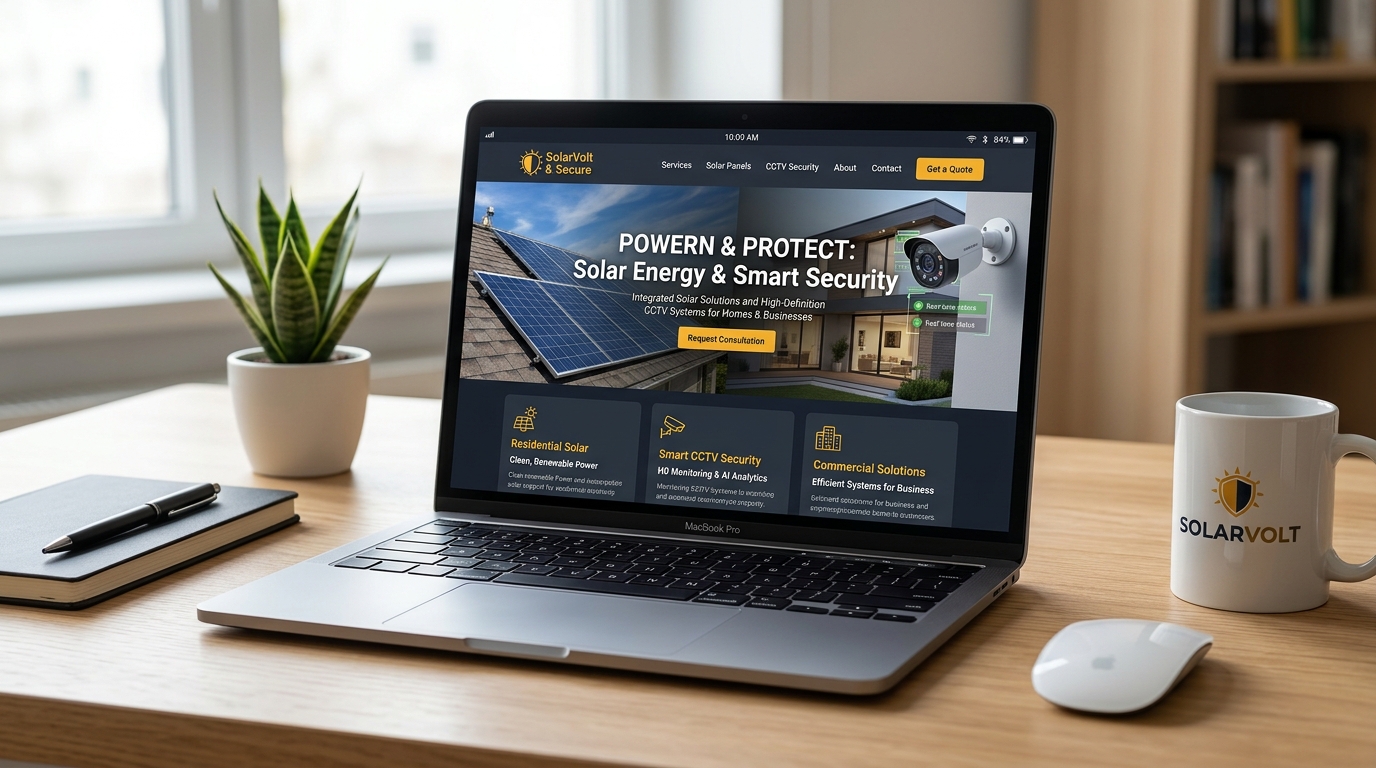 10:00 AM
84%
SolarVolt
& Secure
Services
Solar Panels
CCTV Security
About
Contact
Get a Quote
POWERN & PROTECT:
Solar Energy & Smart Security
Integrated Solar Solutions and High-Definition
CCTV Systems for Homes & Businesses
Request Consultation
Residential Solar
Clean, Renewable Power
Smart CCTV Security
HD Monitoring & AI Analytics
Commercial Solutions
Efficient Systems for Business
MacBook Pro
SOLARVOLT